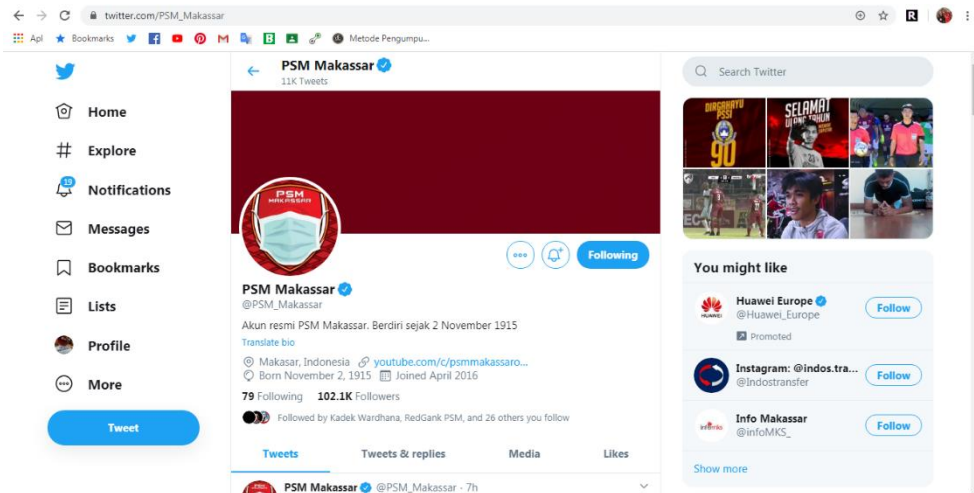 twitter.com/PSM_Makassar
Apl
Bookmarks
Metode Pengumpu...
PSM Makassar
11K Tweets
Home
Explore
19
Notifications
Messages
Bookmarks
Lists
Profile
More
Tweet
PSM
MAKASSAR
Following
PSM Makassar
@PSM_Makassar
Akun resmi PSM Makassar. Berdiri sejak 2 November 1915
Translate bio
Makasar, Indonesia youtube.com/c/psmmakassaro...
Born November 2, 1915 Joined April 2016
79 Following 102.1K Followers
Followed by Kadek Wardhana, RedGank PSM, and 26 others you follow
Tweets Tweets & replies Media Likes
PSM Makassar @PSM_Makassar · 7h
Search Twitter
DIRGAHAYU
PSSI
90
SELAMAT
ULANG TAHUN
You might like
HUAWEI
Huawei Europe
@Huawei_Europe
Promoted
Follow
Instagram: @indos.tra...
@Indostransfer
Follow
Info Makassar
@infoMKS_
Follow
Show more